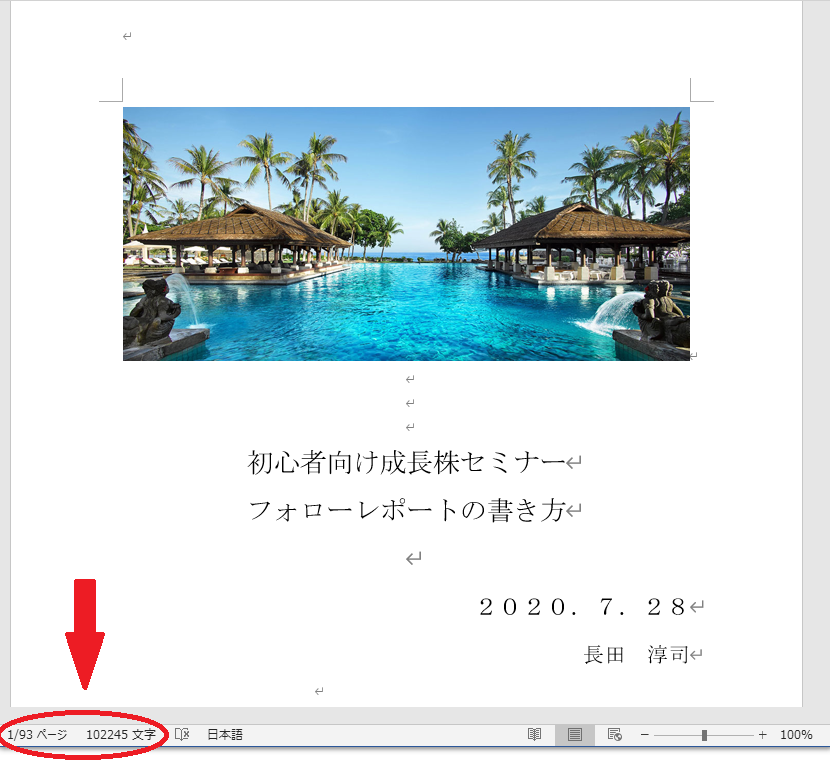 初心者向け成長株セミナー
フォローレポートの書き方
２０２０．７．２８
長田　淳司
1/93 ページ 102245 文字 日本語 － ＋ 100%